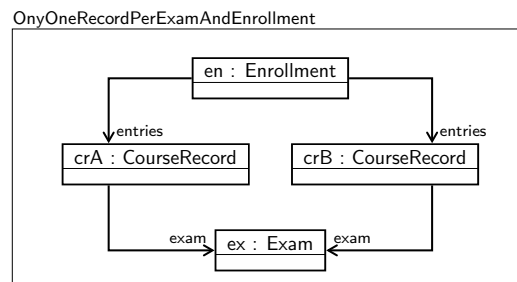 OnyOneRecordPerExamAndEnrollment
en : Enrollment
entries
entries
crA : CourseRecord
crB : CourseRecord
exam
ex : Exam
exam